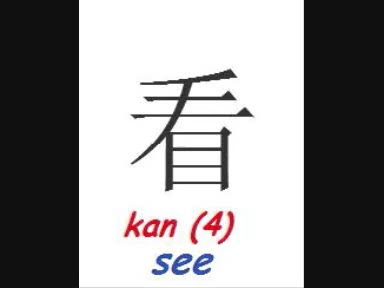 看
kan (4)
see